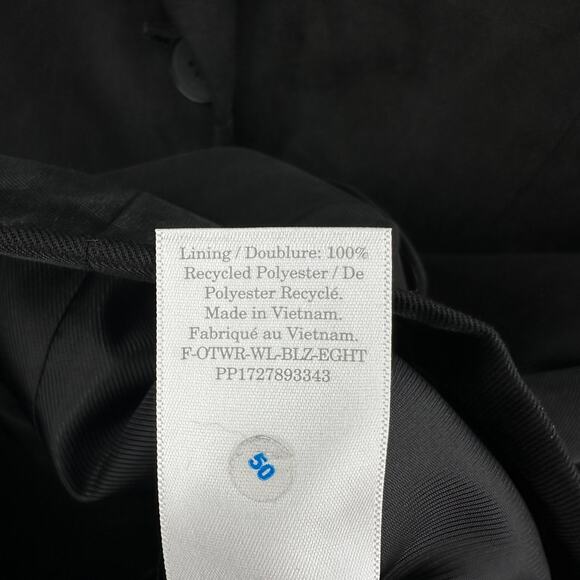 Lining / Doublure: 100%
Recycled Polyester / De
Polyester Recyclé.
Made in Vietnam.
Fabriqué au Vietnam.
F-OTWR-WL-BLZ-EGHT
PP1727893343
50